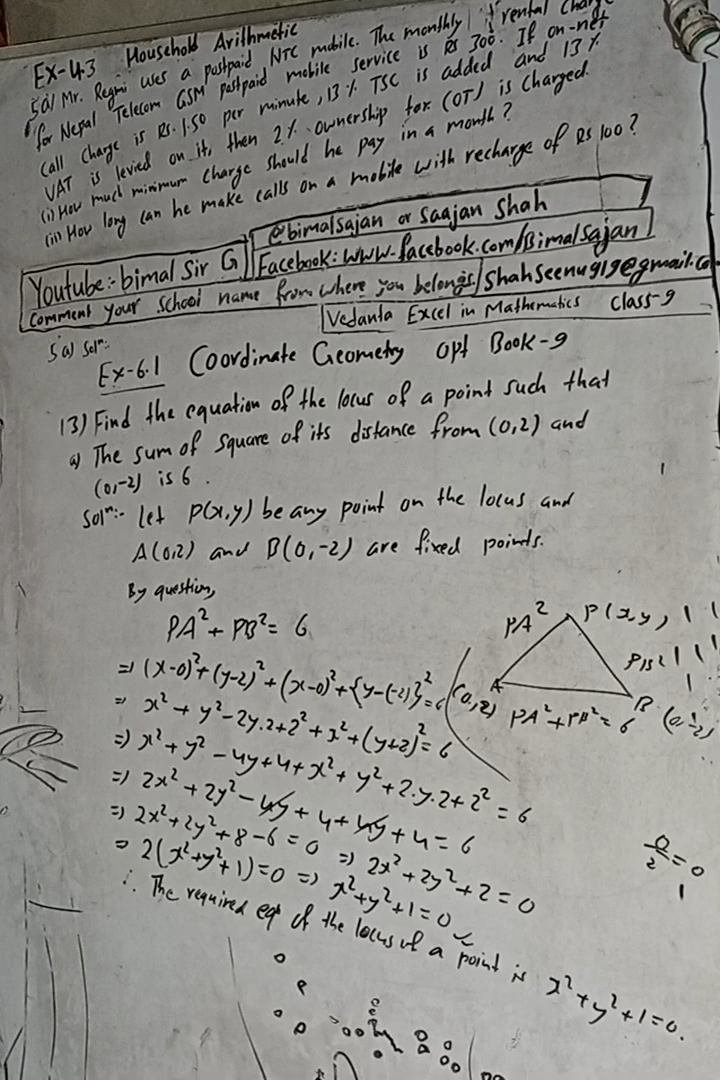 Ex-4.3 Household Arithmetic
5a) Mr. Regmi uses a postpaid NTC mobile. The monthly rental charge
for Nepal Telecom GSM postpaid mobile service is Rs 300. If on-net
call charge is Rs. 1.50 per minute, 13% TSC is added and 13%
VAT is levied on it, then 2% ownership tax (OT) is charged.
(i) How much minimum charge should he pay in a month?
(ii) How long can he make calls on a mobile with recharge of Rs 100?
@bimalsajan or Saajan Shah
Youtube:- bimal Sir G
Facebook: www.facebook.com/Bimalsajan
Comment your school name from where you belongs.
Shahseenu919@gmail.co
Vedanta Excel in Mathematics Class-9
5a) Solⁿ:
Ex-6.1 Coordinate Geometry opt Book-9
13) Find the equation of the locus of a point such that
a) The sum of square of its distance from (0,2) and
(0,-2) is 6.
Solⁿ:- let P(x,y) be any point on the locus and
A(0,2) and B(0,-2) are fixed points.
By question,
PA²+PB²= 6
⇒ (x-0)²+(y-2)²+(x-0)²+{y-(-2)}²=6
⇒ x²+y²-2y.2+2²+x²+(y+2)²=6
⇒ x²+y²-4y+4+x²+y²+2.y.2+2²=6
⇒ 2x²+2y²-4y+4+4y+4=6
⇒ 2x²+2y²+8-6=0 ⇒ 2x²+2y²+2=0
⇒ 2(x²+y²+1)=0 ⇒ x²+y²+1=0
∴ The required eqⁿ of the locus of a point is x²+y²+1=0.
PA² P(x,y)
PB²
A B
(0,2) PA²+PB²=6 (0,-2)
0/2=0